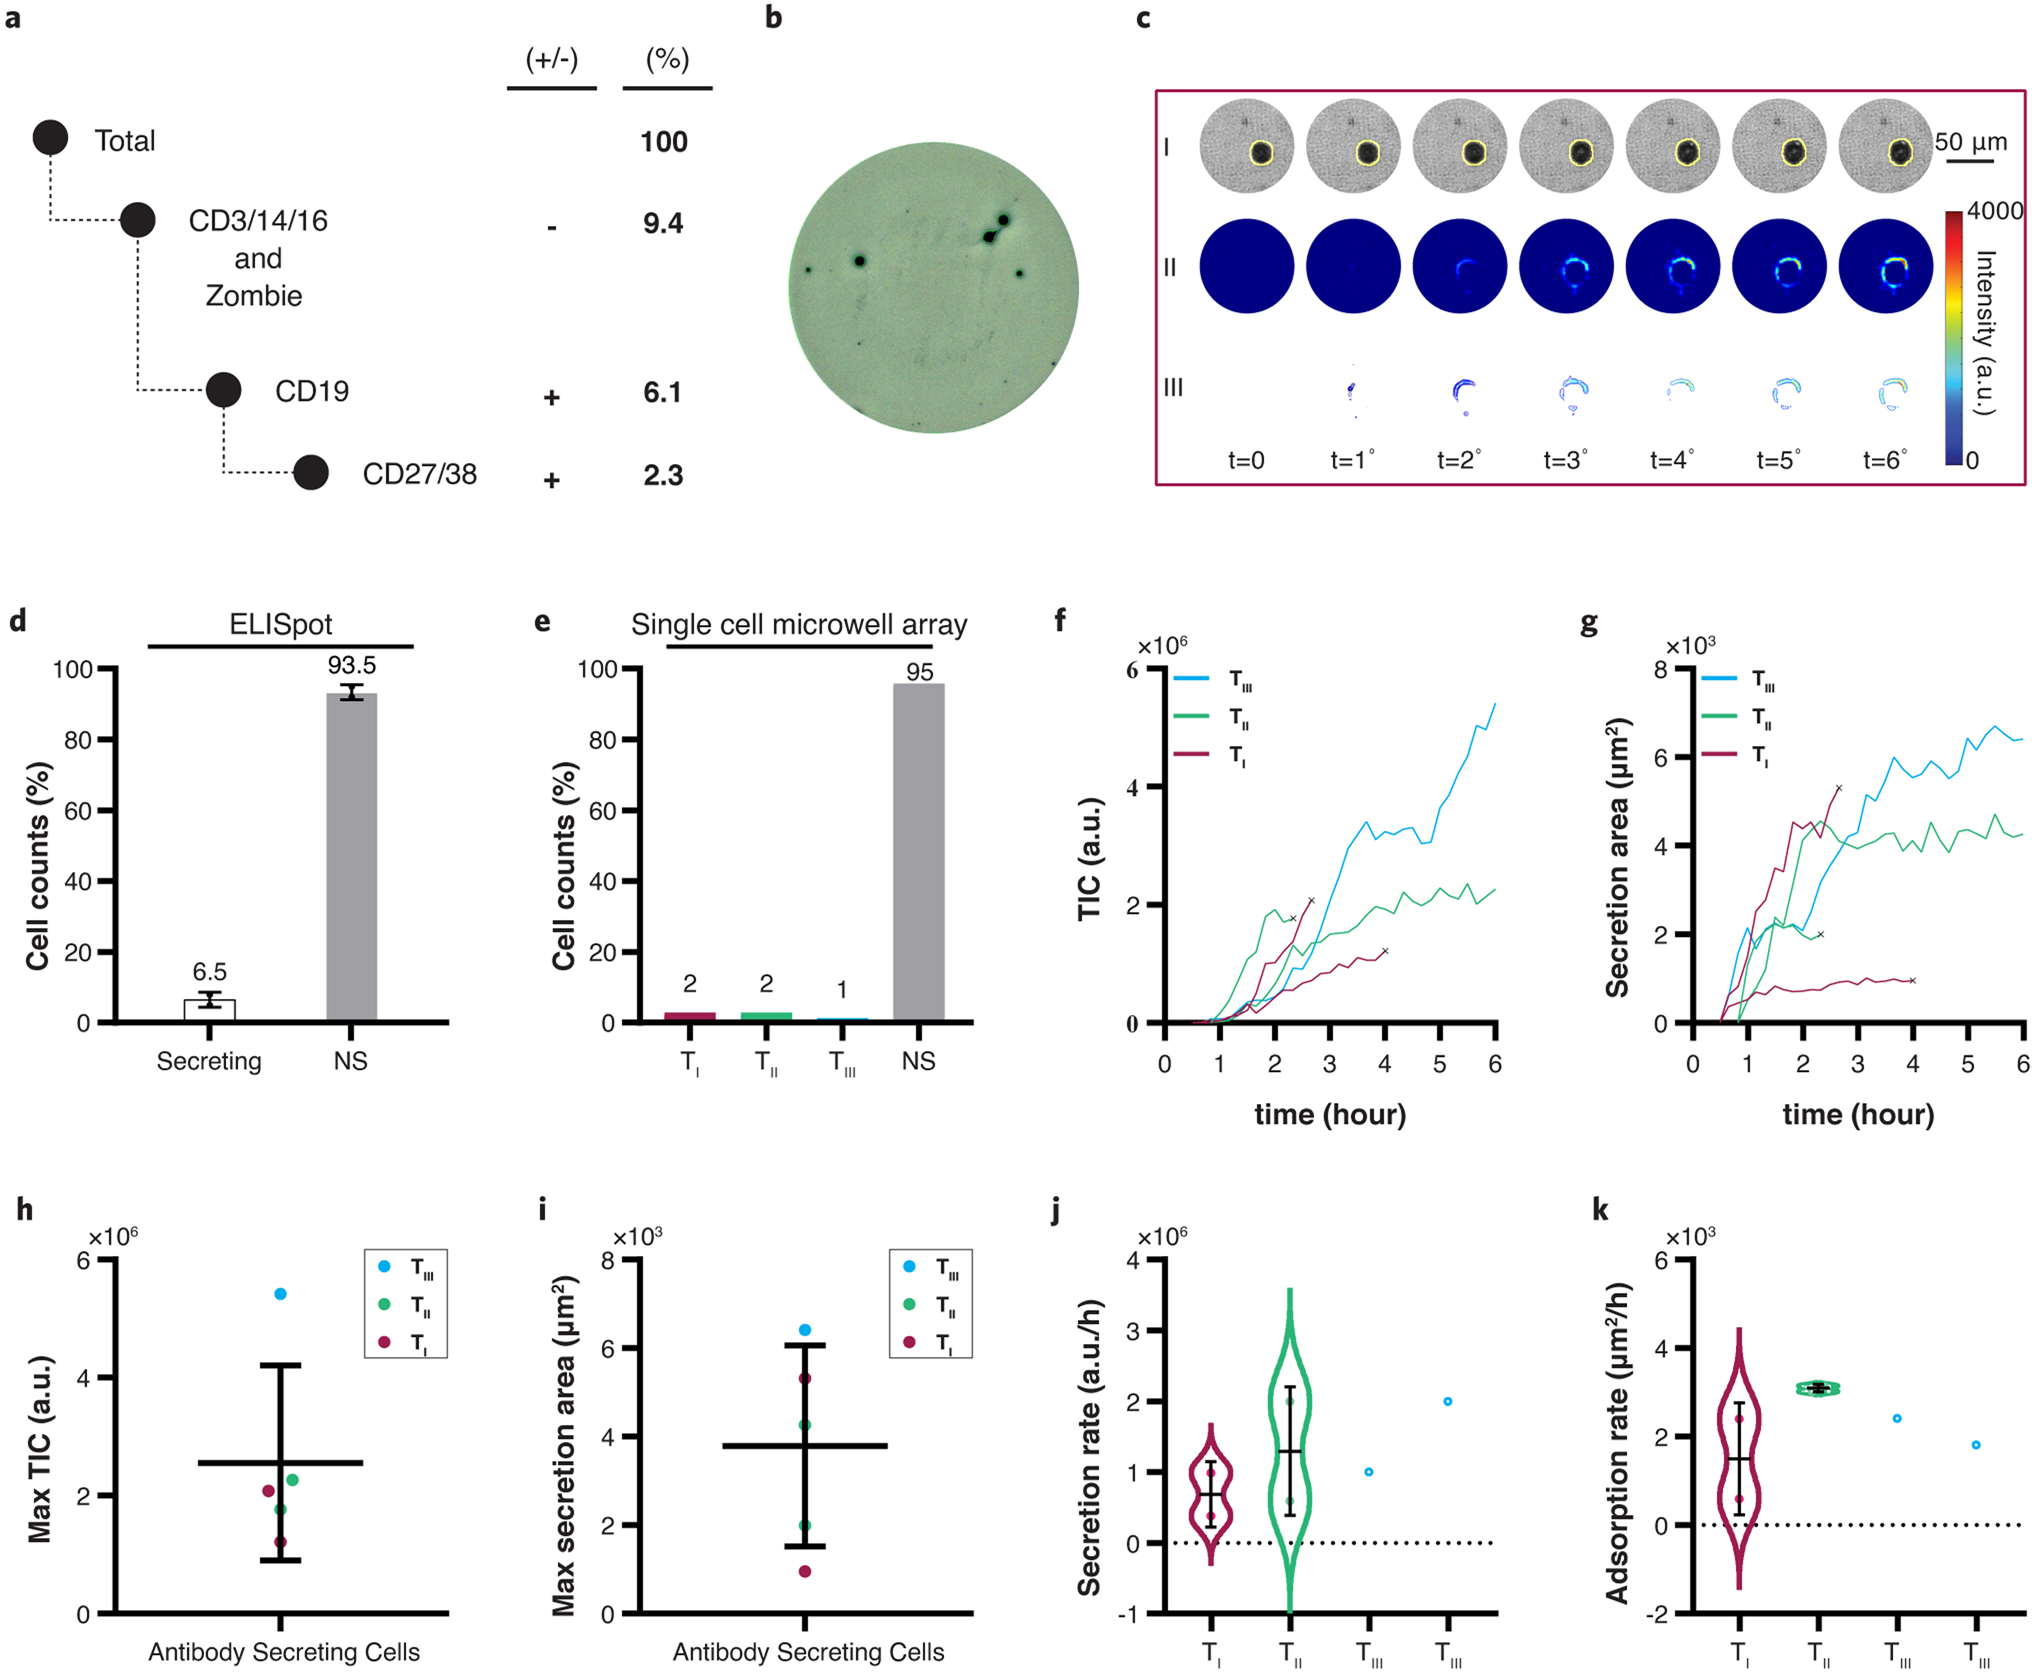 a
(+/-)
(%)
Total
100
CD3/14/16
and
Zombie
-
9.4
CD19
+
6.1
CD27/38
+
2.3
b
c
I
II
III
50 µm
4000
Intensity (a.u.)
0
t=0
t=1°
t=2°
t=3°
t=4°
t=5°
t=6°
d
ELISpot
Cell counts (%)
100
80
60
40
20
0
6.5
93.5
Secreting
NS
e
Single cell microwell array
Cell counts (%)
100
80
60
40
20
0
2
2
1
95
T_I
T_II
T_III
NS
f
×10⁶
TIC (a.u.)
6
4
2
0
T_III
T_II
T_I
0 1 2 3 4 5 6
time (hour)
g
×10³
Secretion area (µm²)
8
6
4
2
0
T_III
T_II
T_I
0 1 2 3 4 5 6
time (hour)
h
×10⁶
Max TIC (a.u.)
6
4
2
0
T_III
T_II
T_I
Antibody Secreting Cells
i
×10³
Max secretion area (µm²)
8
6
4
2
0
T_III
T_II
T_I
Antibody Secreting Cells
j
×10⁶
Secretion rate (a.u./h)
4
3
2
1
0
-1
T_I
T_II
T_III
T_III
k
×10³
Adsorption rate (µm²/h)
6
4
2
0
-2
T_I
T_II
T_III
T_III